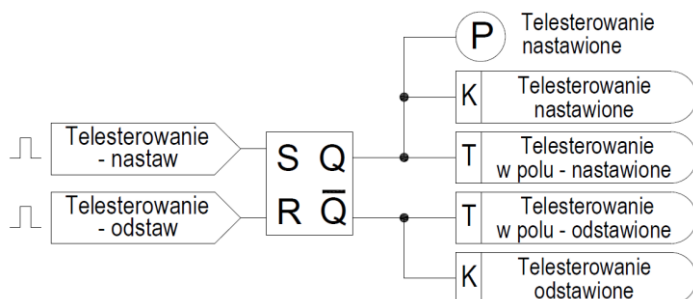 P
Telesterowanie
nastawione
K
Telesterowanie
nastawione
Telesterowanie
- nastaw
S Q
T
Telesterowanie
w polu - nastawione
Telesterowanie
- odstaw
R Q̅
T
Telesterowanie
w polu - odstawione
K
Telesterowanie
odstawione